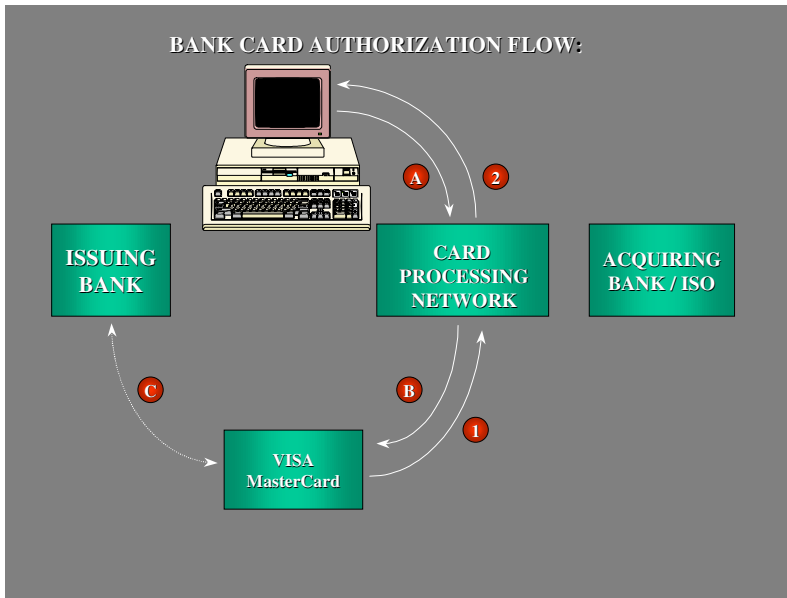 BANK CARD AUTHORIZATION FLOW:
A
2
ISSUING
BANK
CARD
PROCESSING
NETWORK
ACQUIRING
BANK / ISO
C
B
1
VISA
MasterCard